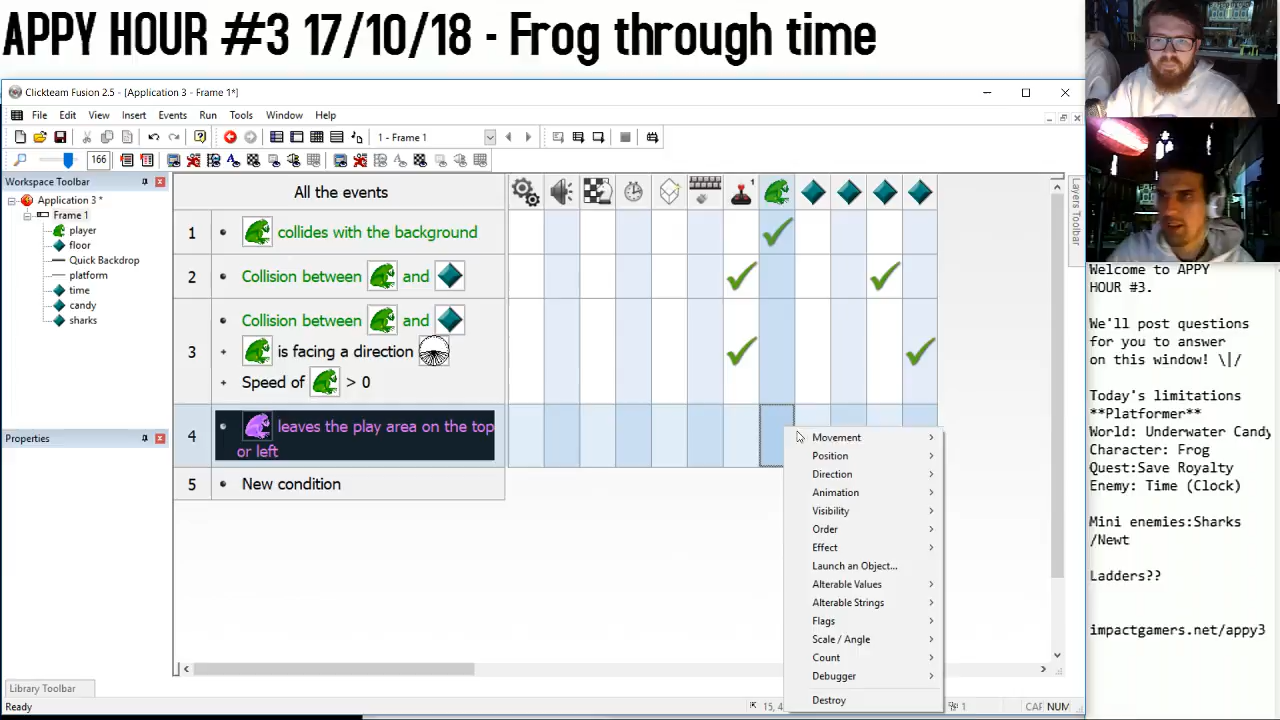 APPY HOUR #3 17/10/18 - Frog through time
Clickteam Fusion 2.5 - [Application 3 - Frame 1*]
File Edit View Insert Events Run Tools Window Help
1 - Frame 1
166
Workspace Toolbar
Application 3 *
Frame 1
player
floor
Quick Backdrop
platform
time
candy
sharks
Properties
Library Toolbar
Ready
All the events
1
1 collides with the background
2 Collision between and
3 Collision between and
is facing a direction
Speed of > 0
4 leaves the play area on the top
or left
5 New condition
Movement
Position
Direction
Animation
Visibility
Order
Effect
Launch an Object...
Alterable Values
Alterable Strings
Flags
Scale / Angle
Count
Debugger
Destroy
15, 4
1
CAF NUM
Layers Toolbar
Welcome to APPY
HOUR #3.
We'll post questions
for you to answer
on this window! \|/
Today's limitations
**Platformer**
World: Underwater Candy
Character: Frog
Quest:Save Royalty
Enemy: Time (Clock)
Mini enemies:Sharks
/Newt
Ladders??
impactgamers.net/appy3